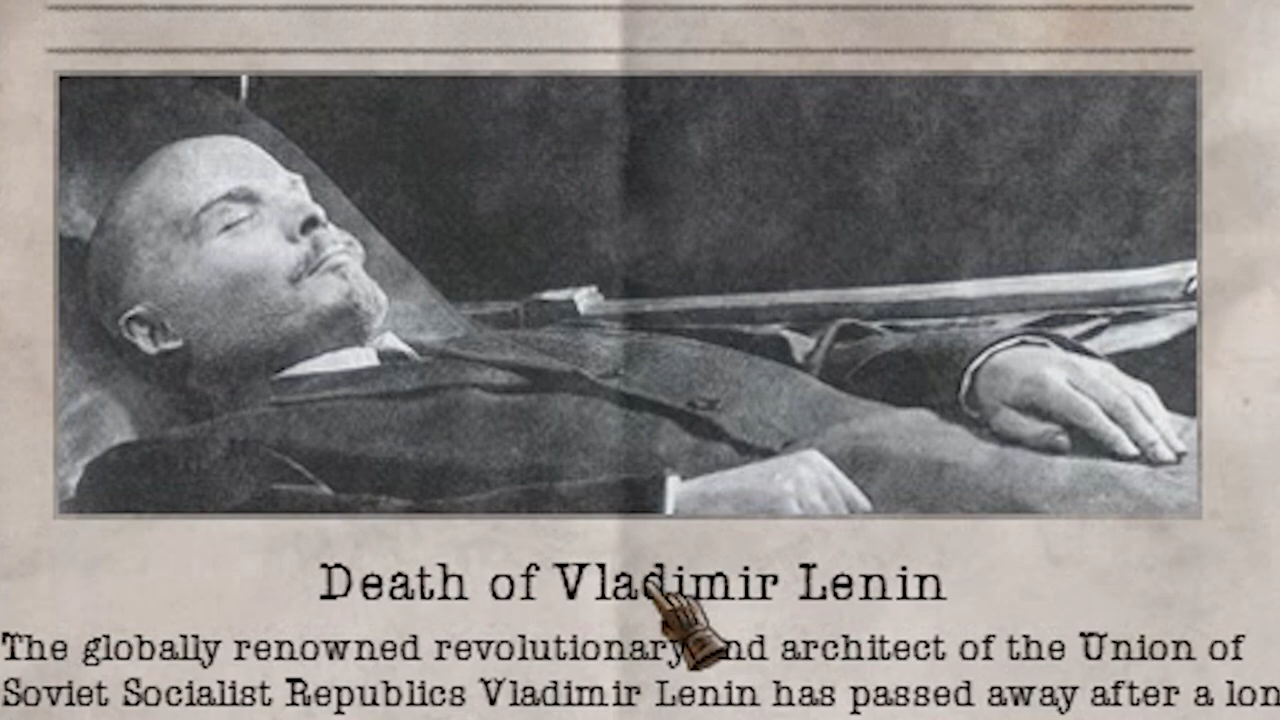 Death of Vladimir Lenin
The globally renowned revolutionary and architect of the Union of
Soviet Socialist Republics Vladimir Lenin has passed away after a